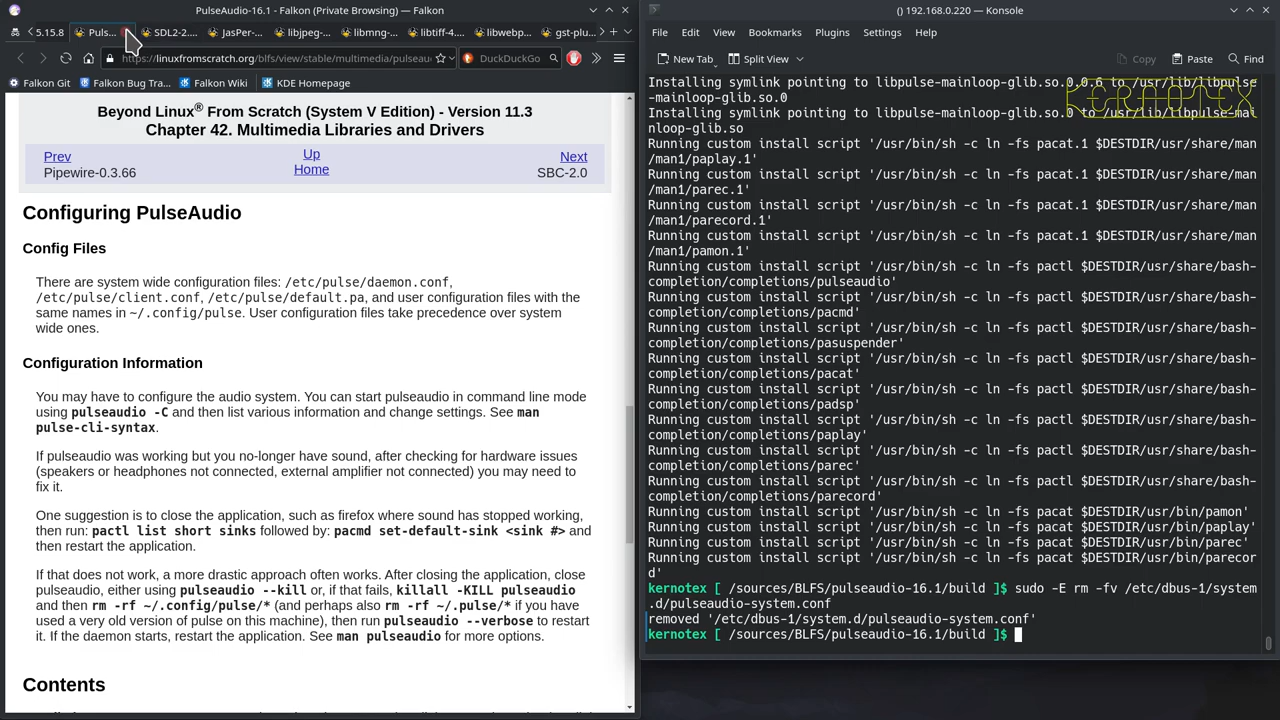 PulseAudio-16.1 - Falkon (Private Browsing) — Falkon
5.15.8
Puls...
SDL2-2....
JasPer-...
libjpeg-...
libmng-...
libtiff-4....
libwebp...
gst-plu...
https://linuxfromscratch.org/blfs/view/stable/multimedia/pulseau
DuckDuckGo
Falkon Git
Falkon Bug Tra...
Falkon Wiki
KDE Homepage
Beyond Linux® From Scratch (System V Edition) - Version 11.3
Chapter 42. Multimedia Libraries and Drivers
Prev
Up
Next
Pipewire-0.3.66
Home
SBC-2.0
Configuring PulseAudio
Config Files
There are system wide configuration files: /etc/pulse/daemon.conf,
/etc/pulse/client.conf, /etc/pulse/default.pa, and user configuration files with the
same names in ~/.config/pulse. User configuration files take precedence over system
wide ones.
Configuration Information
You may have to configure the audio system. You can start pulseaudio in command line mode
using pulseaudio -C and then list various information and change settings. See man
pulse-cli-syntax.
If pulseaudio was working but you no-longer have sound, after checking for hardware issues
(speakers or headphones not connected, external amplifier not connected) you may need to
fix it.
One suggestion is to close the application, such as firefox where sound has stopped working,
then run: pactl list short sinks followed by: pacmd set-default-sink <sink #> and
then restart the application.
If that does not work, a more drastic approach often works. After closing the application, close
pulseaudio, either using pulseaudio --kill or, if that fails, killall -KILL pulseaudio
and then rm -rf ~/.config/pulse/* (and perhaps also rm -rf ~/.pulse/* if you have
used a very old version of pulse on this machine), then run pulseaudio --verbose to restart
it. If the daemon starts, restart the application. See man pulseaudio for more options.
Contents
() 192.168.0.220 — Konsole
File Edit View Bookmarks Plugins Settings Help
New Tab
Split View
Copy
Paste
Find
KERNOTEX
Installing symlink pointing to libpulse-mainloop-glib.so.0.0.6 to /usr/lib/libpulse
-mainloop-glib.so.0
Installing symlink pointing to libpulse-mainloop-glib.so.0 to /usr/lib/libpulse-mai
nloop-glib.so
Running custom install script '/usr/bin/sh -c ln -fs pacat.1 $DESTDIR/usr/share/man
/man1/paplay.1'
Running custom install script '/usr/bin/sh -c ln -fs pacat.1 $DESTDIR/usr/share/man
/man1/parec.1'
Running custom install script '/usr/bin/sh -c ln -fs pacat.1 $DESTDIR/usr/share/man
/man1/parecord.1'
Running custom install script '/usr/bin/sh -c ln -fs pacat.1 $DESTDIR/usr/share/man
/man1/pamon.1'
Running custom install script '/usr/bin/sh -c ln -fs pactl $DESTDIR/usr/share/bash-
completion/completions/pulseaudio'
Running custom install script '/usr/bin/sh -c ln -fs pactl $DESTDIR/usr/share/bash-
completion/completions/pacmd'
Running custom install script '/usr/bin/sh -c ln -fs pactl $DESTDIR/usr/share/bash-
completion/completions/pasuspender'
Running custom install script '/usr/bin/sh -c ln -fs pactl $DESTDIR/usr/share/bash-
completion/completions/pacat'
Running custom install script '/usr/bin/sh -c ln -fs pactl $DESTDIR/usr/share/bash-
completion/completions/padsp'
Running custom install script '/usr/bin/sh -c ln -fs pactl $DESTDIR/usr/share/bash-
completion/completions/paplay'
Running custom install script '/usr/bin/sh -c ln -fs pactl $DESTDIR/usr/share/bash-
completion/completions/parec'
Running custom install script '/usr/bin/sh -c ln -fs pactl $DESTDIR/usr/share/bash-
completion/completions/parecord'
Running custom install script '/usr/bin/sh -c ln -fs pacat $DESTDIR/usr/bin/pamon'
Running custom install script '/usr/bin/sh -c ln -fs pacat $DESTDIR/usr/bin/paplay'
Running custom install script '/usr/bin/sh -c ln -fs pacat $DESTDIR/usr/bin/parec'
Running custom install script '/usr/bin/sh -c ln -fs pacat $DESTDIR/usr/bin/parecor
d'
kernotex [ /sources/BLFS/pulseaudio-16.1/build ]$ sudo -E rm -fv /etc/dbus-1/system
.d/pulseaudio-system.conf
removed '/etc/dbus-1/system.d/pulseaudio-system.conf'
kernotex [ /sources/BLFS/pulseaudio-16.1/build ]$